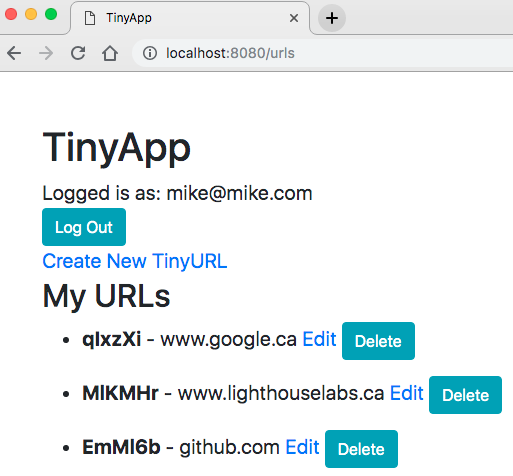 TinyApp
localhost:8080/urls
TinyApp
Logged is as: mike@mike.com
Log Out
Create New TinyURL
My URLs
qIxzXi - www.google.ca Edit Delete
MlKMHr - www.lighthouselabs.ca Edit Delete
EmMl6b - github.com Edit Delete